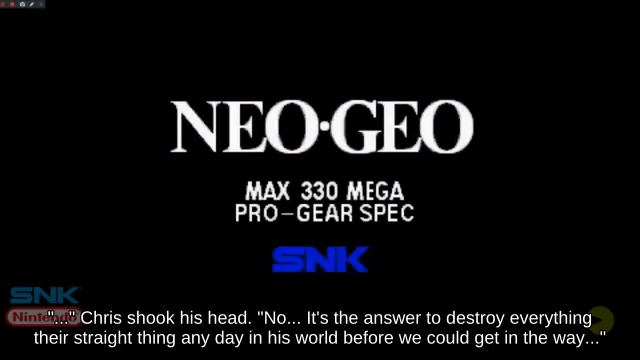 NEO•GEO
MAX 330 MEGA
PRO-GEAR SPEC
SNK
SNK
Nintendo
"..." Chris shook his head. "No... It's the answer to destroy everything
their straight thing any day in his world before we could get in the way..."